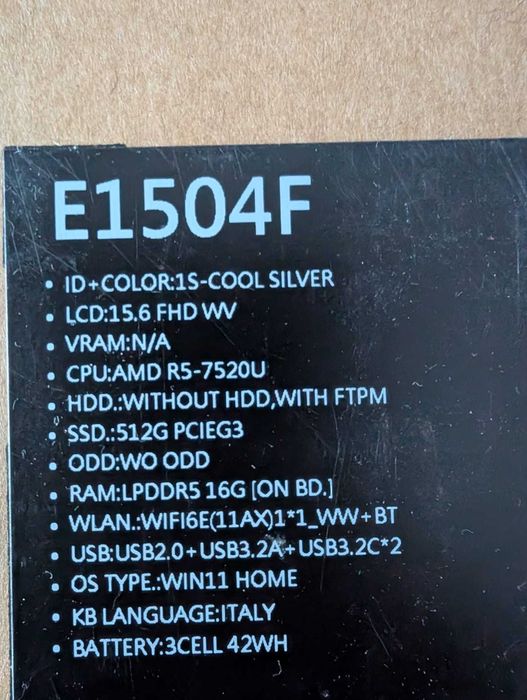 E1504F
• ID+COLOR:1S-COOL SILVER
• LCD:15.6 FHD WV
• VRAM:N/A
• CPU:AMD R5-7520U
• HDD.:WITHOUT HDD,WITH FTPM
• SSD.:512G PCIEG3
• ODD:WO ODD
• RAM:LPDDR5 16G [ON BD.]
• WLAN.:WIFI6E(11AX)1*1_WW+BT
• USB:USB2.0+USB3.2A+USB3.2C*2
• OS TYPE.:WIN11 HOME
• KB LANGUAGE:ITALY
• BATTERY:3CELL 42WH